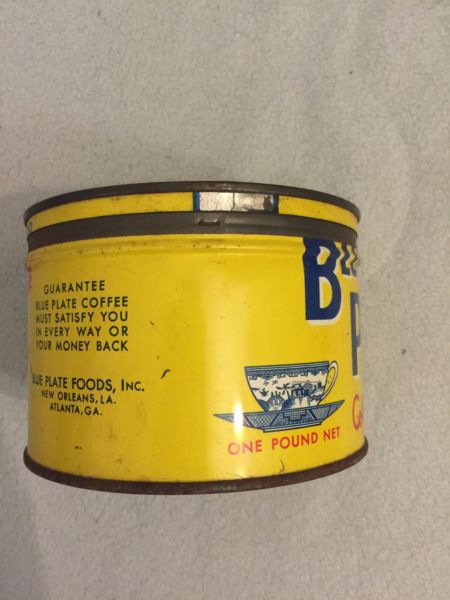 GUARANTEE
BLUE PLATE COFFEE
MUST SATISFY YOU
IN EVERY WAY OR
YOUR MONEY BACK
BLUE PLATE FOODS, INC.
NEW ORLEANS, LA.
ATLANTA, GA.
BLU
P
ONE POUND NET